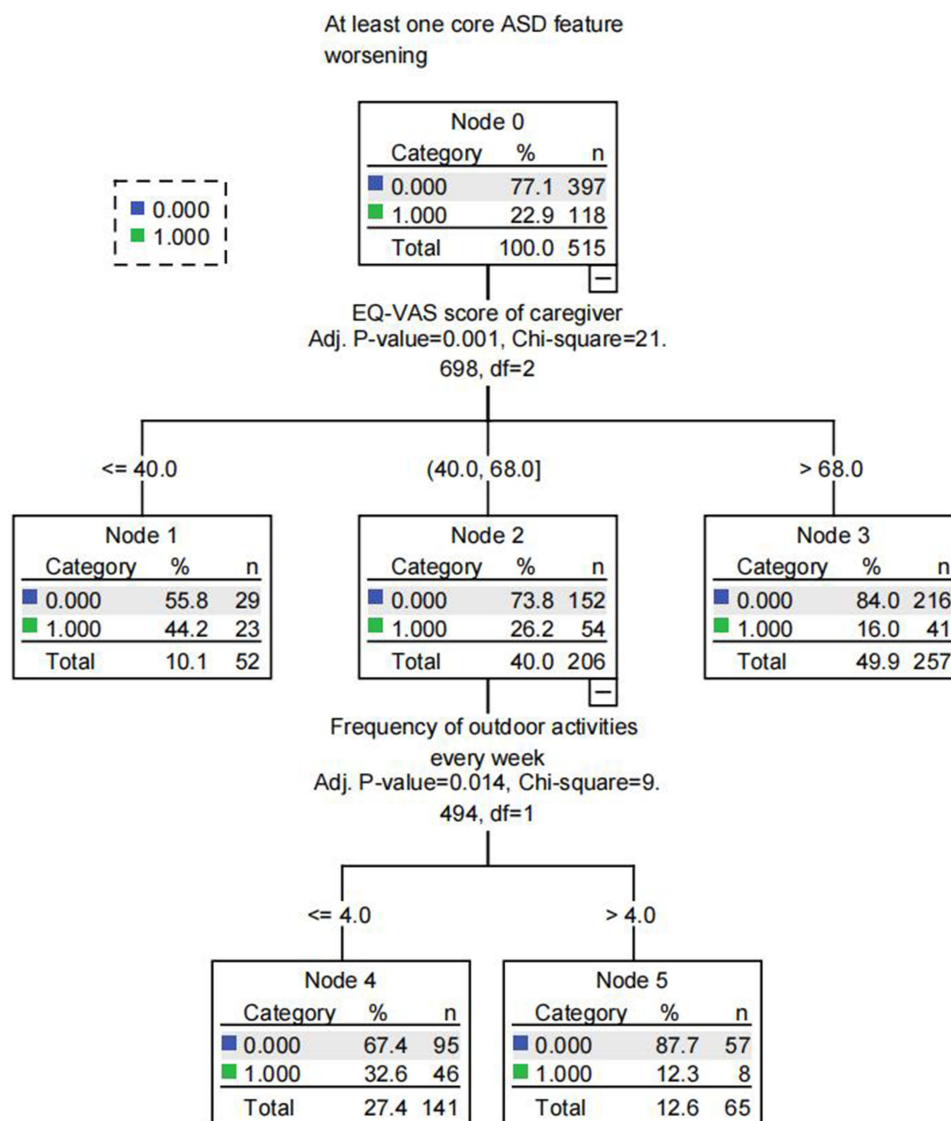 At least one core ASD feature
worsening
Node 0
Category % n
0.000 77.1 397
1.000 22.9 118
Total 100.0 515
0.000
1.000
EQ-VAS score of caregiver
Adj. P-value=0.001, Chi-square=21.
698, df=2
<= 40.0
(40.0, 68.0]
> 68.0
Node 1
Category % n
0.000 55.8 29
1.000 44.2 23
Total 10.1 52
Node 2
Category % n
0.000 73.8 152
1.000 26.2 54
Total 40.0 206
Node 3
Category % n
0.000 84.0 216
1.000 16.0 41
Total 49.9 257
Frequency of outdoor activities
every week
Adj. P-value=0.014, Chi-square=9.
494, df=1
<= 4.0
> 4.0
Node 4
Category % n
0.000 67.4 95
1.000 32.6 46
Total 27.4 141
Node 5
Category % n
0.000 87.7 57
1.000 12.3 8
Total 12.6 65